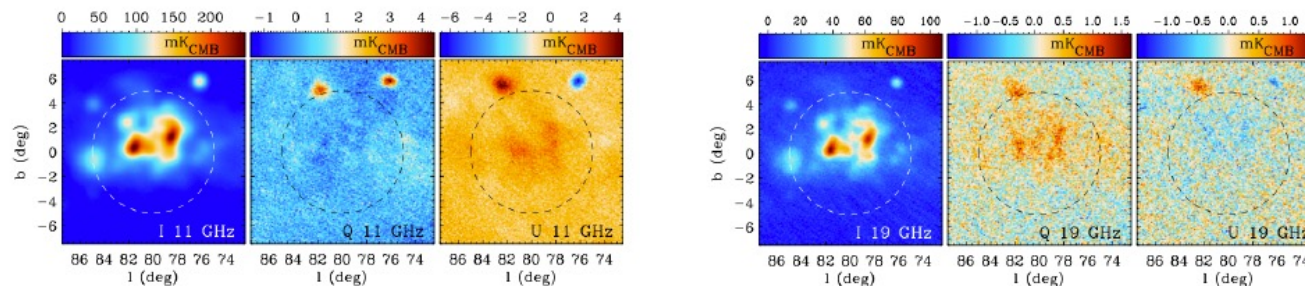 0 50 100 150 200
-1 0 1 2 3 4
-2 0 2 4
0 20 40 60 80 100
-1.0 -0.5 0.0 0.5 1.0 1.5
-1.0 -0.5 0.0 0.5 1.0
mK_CMB mK_CMB mK_CMB
mK_CMB mK_CMB mK_CMB
b (deg)
6
4
2
0
-2
-4
-6
I 11 GHz
Q 11 GHz
U 11 GHz
86 84 82 80 78 76 74
86 84 82 80 78 76 74
86 84 82 80 78 76 74
l (deg)
l (deg)
l (deg)
b (deg)
6
4
2
0
-2
-4
-6
I 19 GHz
Q 19 GHz
U 19 GHz
86 84 82 80 78 76 74
86 84 82 80 78 76 74
86 84 82 80 78 76 74
l (deg)
l (deg)
l (deg)